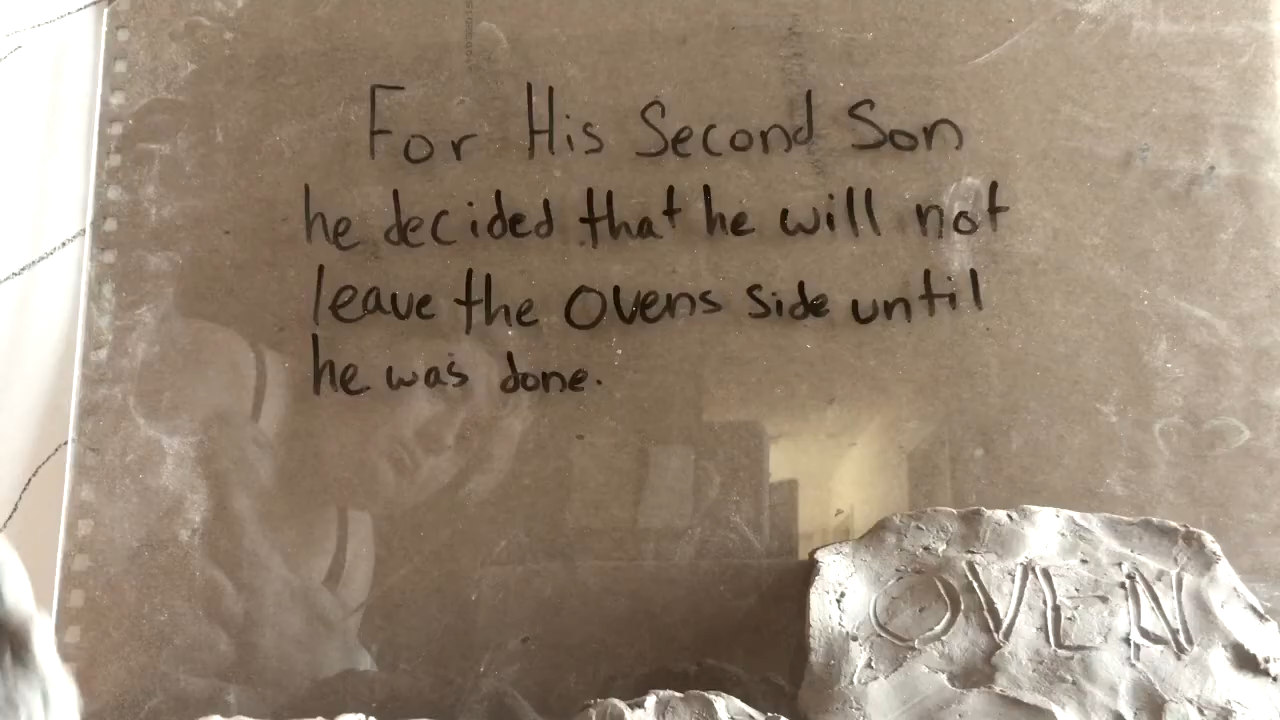 For His Second Son
he decided that he will not
leave the Ovens side until
he was done.
OVEN